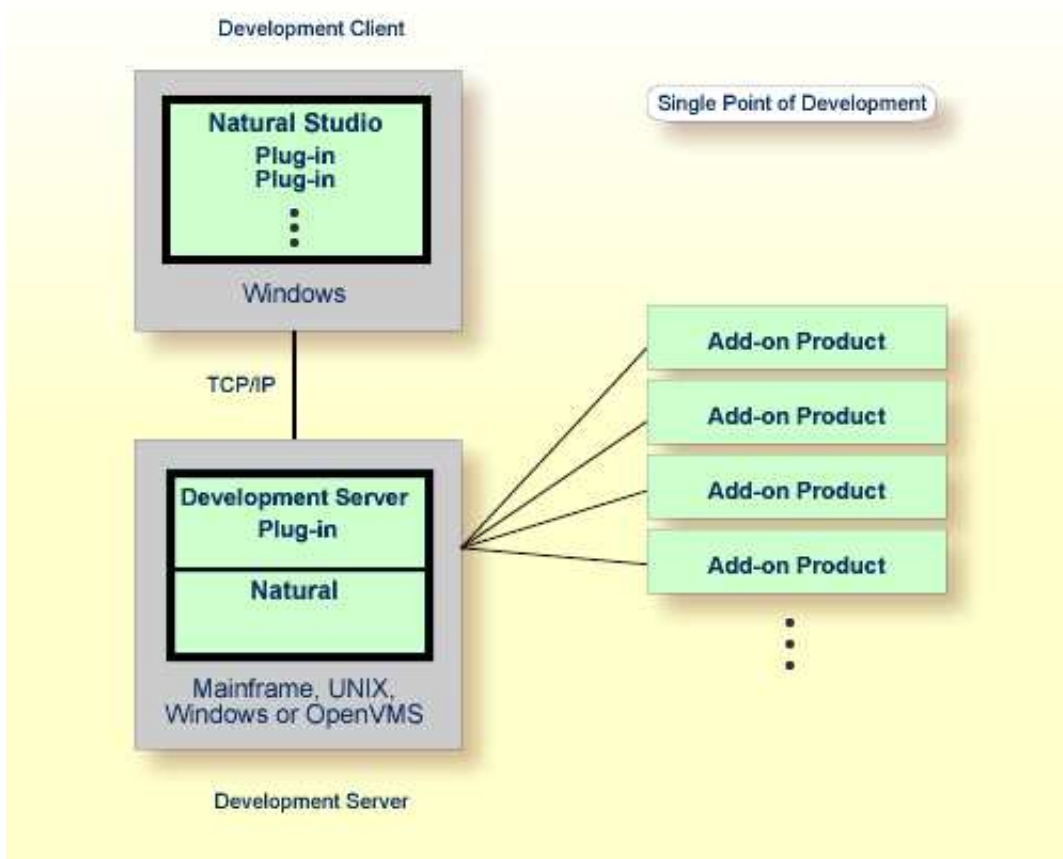 Development Client
Single Point of Development
Natural Studio
Plug-in
Plug-in
Windows
TCP/IP
Add-on Product
Add-on Product
Add-on Product
Add-on Product
Development Server
Plug-in
Natural
Mainframe, UNIX,
Windows or OpenVMS
Development Server